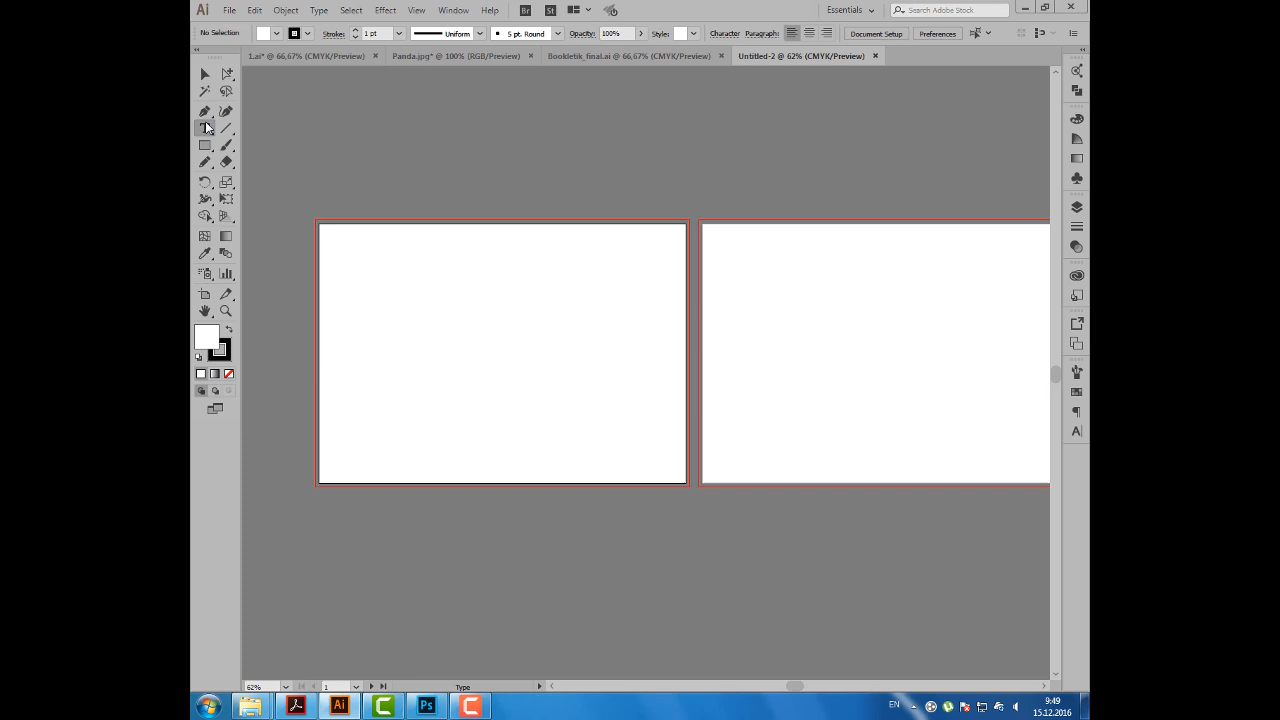 Ai File Edit Object Type Select Effect View Window Help Br St Essentials Search Adobe Stock
No Selection Stroke: 1 pt Uniform 5 pt. Round Opacity: 100% Style: Character Paragraph: Document Setup Preferences
1.ai* @ 66,67% (CMYK/Preview) Panda.jpg* @ 100% (RGB/Preview) Bookletik_final.ai @ 66,67% (CMYK/Preview) Untitled-2 @ 62% (CMYK/Preview)
62% 1 Type
Ai Ps EN 9:49
15.12.2016